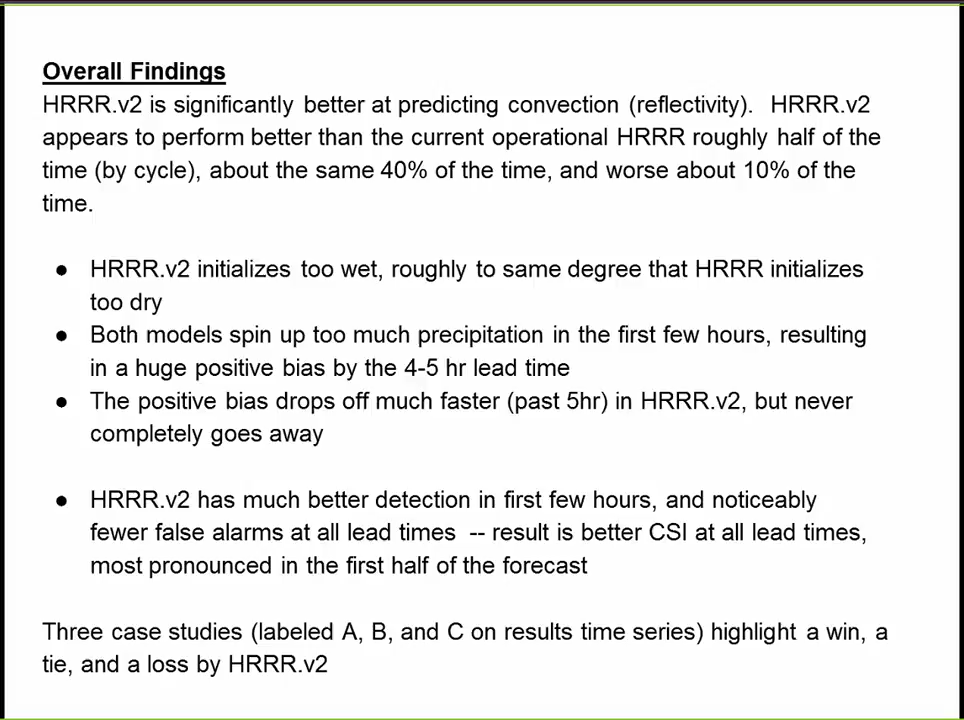 Overall Findings
HRRR.v2 is significantly better at predicting convection (reflectivity).  HRRR.v2
appears to perform better than the current operational HRRR roughly half of the
time (by cycle), about the same 40% of the time, and worse about 10% of the
time.
● HRRR.v2 initializes too wet, roughly to same degree that HRRR initializes
too dry
● Both models spin up too much precipitation in the first few hours, resulting
in a huge positive bias by the 4-5 hr lead time
● The positive bias drops off much faster (past 5hr) in HRRR.v2, but never
completely goes away
● HRRR.v2 has much better detection in first few hours, and noticeably
fewer false alarms at all lead times  -- result is better CSI at all lead times,
most pronounced in the first half of the forecast
Three case studies (labeled A, B, and C on results time series) highlight a win, a
tie, and a loss by HRRR.v2